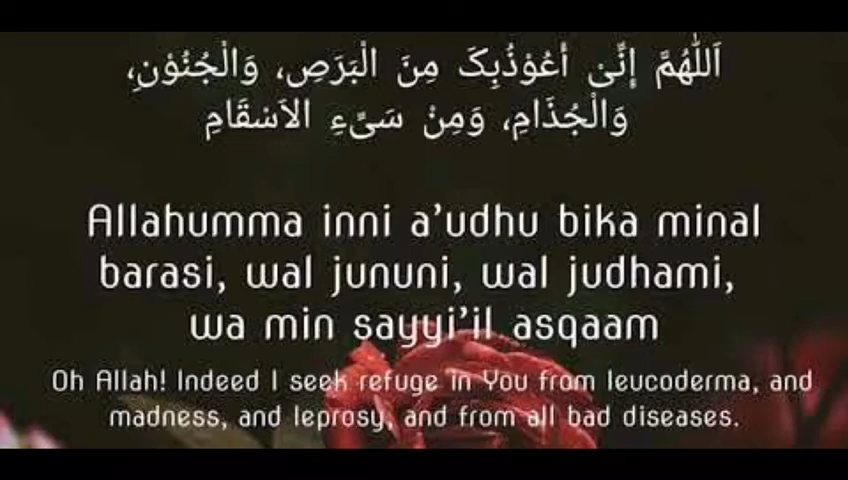 اَللّٰهُمَّ إِنِّىْ أَعُوْذُبِکَ مِنَ الْبَرَصِ، وَالْجُنُوْنِ،
وَالْجُذَامِ، وَمِنْ سَىِّءِ الاَسْقَامِ
Allahumma inni a’udhu bika minal
barasi, wal jununi, wal judhami,
wa min sayyi’il asqaam
Oh Allah! Indeed I seek refuge in You from leucoderma, and
madness, and leprosy, and from all bad diseases.